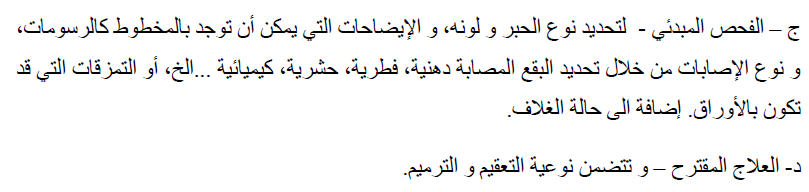 ج – الفحص المبدئي - لتحديد نوع الحبر و لونه، و الإيضاحات التي يمكن أن توجد بالمخطوط كالرسومات،
و نوع الإصابات من خلال تحديد البقع المصابة دهنية، فطرية، حشرية، كيميائية ...الخ، أو التمزقات التي قد
تكون بالأوراق. إضافة الى حالة الغلاف.
د- العلاج المقترح – و تتضمن نوعية التعقيم و الترميم.